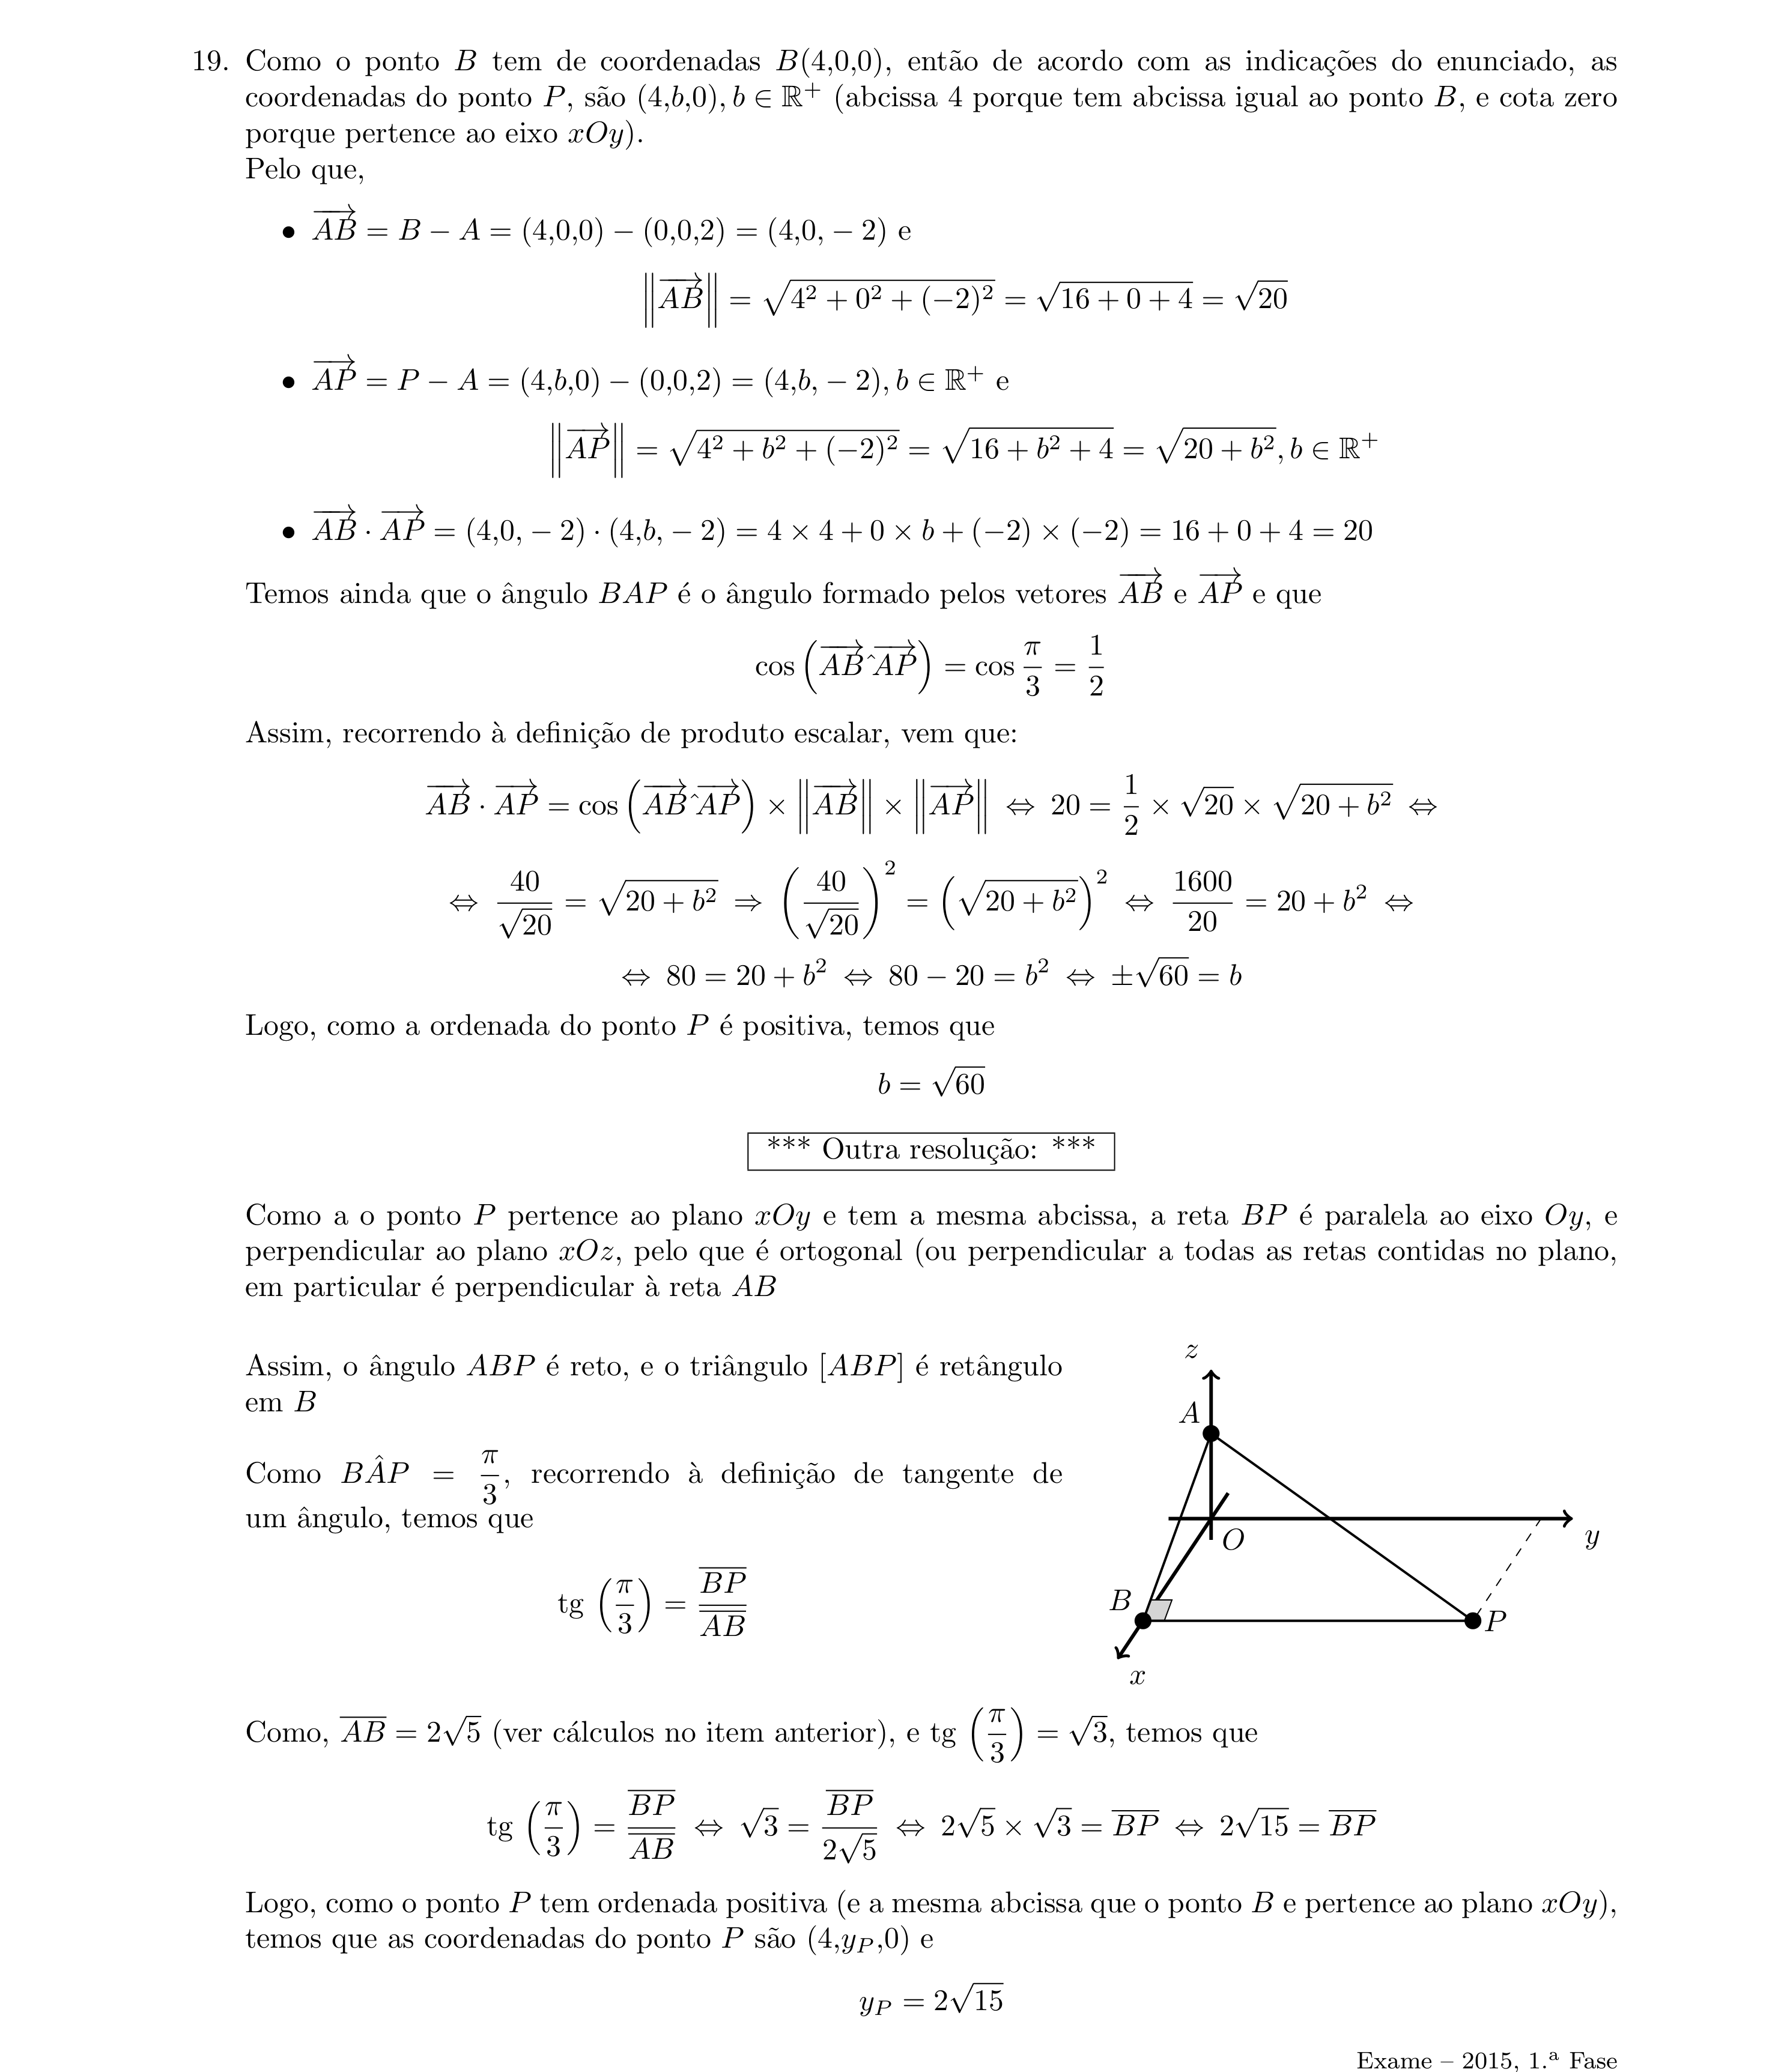 19. Como o ponto B tem de coordenadas B(4,0,0), então de acordo com as indicações do enunciado, as
coordenadas do ponto P, são (4,b,0), b ∈ ℝ⁺ (abcissa 4 porque tem abcissa igual ao ponto B, e cota zero
porque pertence ao eixo xOy).
Pelo que,
• $\overrightarrow{AB} = B - A = (4,0,0) - (0,0,2) = (4,0,-2)$ e
$\left\|\overrightarrow{AB}\right\| = \sqrt{4^2 + 0^2 + (-2)^2} = \sqrt{16 + 0 + 4} = \sqrt{20}$
• $\overrightarrow{AP} = P - A = (4,b,0) - (0,0,2) = (4,b,-2), b \in \mathbb{R}^+$ e
$\left\|\overrightarrow{AP}\right\| = \sqrt{4^2 + b^2 + (-2)^2} = \sqrt{16 + b^2 + 4} = \sqrt{20 + b^2}, b \in \mathbb{R}^+$
• $\overrightarrow{AB} \cdot \overrightarrow{AP} = (4,0,-2) \cdot (4,b,-2) = 4 \times 4 + 0 \times b + (-2) \times (-2) = 16 + 0 + 4 = 20$
Temos ainda que o ângulo BAP é o ângulo formado pelos vetores $\overrightarrow{AB}$ e $\overrightarrow{AP}$ e que
$\cos\left(\overrightarrow{AB} \hat{\ } \overrightarrow{AP}\right) = \cos\frac{\pi}{3} = \frac{1}{2}$
Assim, recorrendo à definição de produto escalar, vem que:
$\overrightarrow{AB} \cdot \overrightarrow{AP} = \cos\left(\overrightarrow{AB} \hat{\ } \overrightarrow{AP}\right) \times \left\|\overrightarrow{AB}\right\| \times \left\|\overrightarrow{AP}\right\| \Leftrightarrow 20 = \frac{1}{2} \times \sqrt{20} \times \sqrt{20 + b^2} \Leftrightarrow$
$\Leftrightarrow \frac{40}{\sqrt{20}} = \sqrt{20 + b^2} \Rightarrow \left(\frac{40}{\sqrt{20}}\right)^2 = \left(\sqrt{20 + b^2}\right)^2 \Leftrightarrow \frac{1600}{20} = 20 + b^2 \Leftrightarrow$
$\Leftrightarrow 80 = 20 + b^2 \Leftrightarrow 80 - 20 = b^2 \Leftrightarrow \pm\sqrt{60} = b$
Logo, como a ordenada do ponto P é positiva, temos que
$b = \sqrt{60}$
*** Outra resolução: ***
Como a o ponto P pertence ao plano xOy e tem a mesma abcissa, a reta BP é paralela ao eixo Oy, e
perpendicular ao plano xOz, pelo que é ortogonal (ou perpendicular a todas as retas contidas no plano,
em particular é perpendicular à reta AB
Assim, o ângulo ABP é reto, e o triângulo [ABP] é retângulo
em B
Como $B\hat{A}P = \frac{\pi}{3}$, recorrendo à definição de tangente de
um ângulo, temos que
$\text{tg}\left(\frac{\pi}{3}\right) = \frac{\overline{BP}}{\overline{AB}}$
z
A
O
y
B
P
x
Como, $\overline{AB} = 2\sqrt{5}$ (ver cálculos no item anterior), e $\text{tg}\left(\frac{\pi}{3}\right) = \sqrt{3}$, temos que
$\text{tg}\left(\frac{\pi}{3}\right) = \frac{\overline{BP}}{\overline{AB}} \Leftrightarrow \sqrt{3} = \frac{\overline{BP}}{2\sqrt{5}} \Leftrightarrow 2\sqrt{5} \times \sqrt{3} = \overline{BP} \Leftrightarrow 2\sqrt{15} = \overline{BP}$
Logo, como o ponto P tem ordenada positiva (e a mesma abcissa que o ponto B e pertence ao plano xOy),
temos que as coordenadas do ponto P são $(4,y_P,0)$ e
$y_P = 2\sqrt{15}$
Exame – 2015, 1.ª Fase